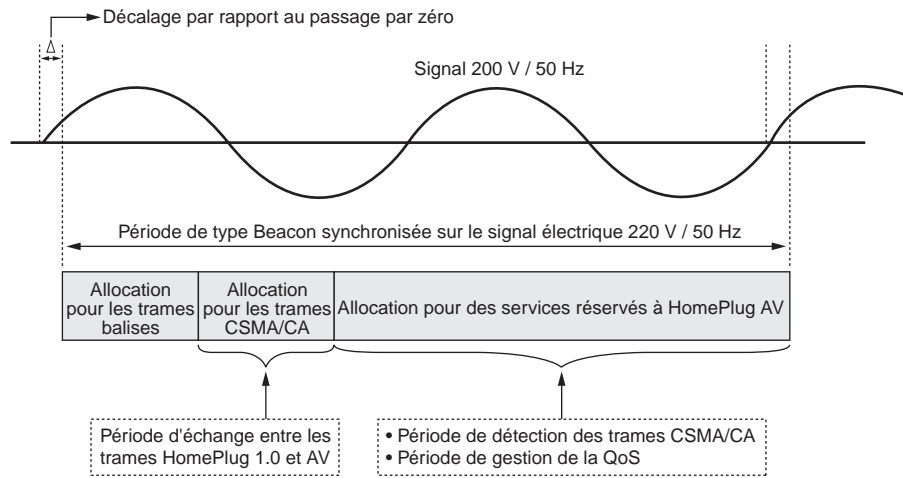 Décalage par rapport au passage par zéro
Δ
Signal 200 V / 50 Hz
Période de type Beacon synchronisée sur le signal électrique 220 V / 50 Hz
Allocation
pour les trames
balises
Allocation
pour les trames
CSMA/CA
Allocation pour des services réservés à HomePlug AV
Période d'échange entre les
trames HomePlug 1.0 et AV
• Période de détection des trames CSMA/CA
• Période de gestion de la QoS